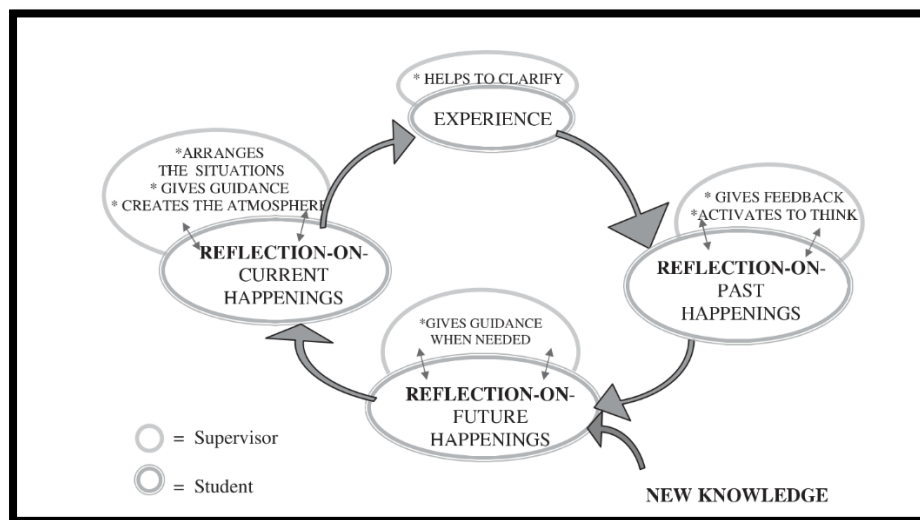 * HELPS TO CLARIFY
EXPERIENCE
*ARRANGES
THE SITUATIONS
* GIVES GUIDANCE
* CREATES THE ATMOSPHERE
REFLECTION-ON-
CURRENT
HAPPENINGS
* GIVES FEEDBACK
*ACTIVATES TO THINK
REFLECTION-ON-
PAST
HAPPENINGS
*GIVES GUIDANCE
WHEN NEEDED
REFLECTION-ON-
FUTURE
HAPPENINGS
= Supervisor
= Student
NEW KNOWLEDGE